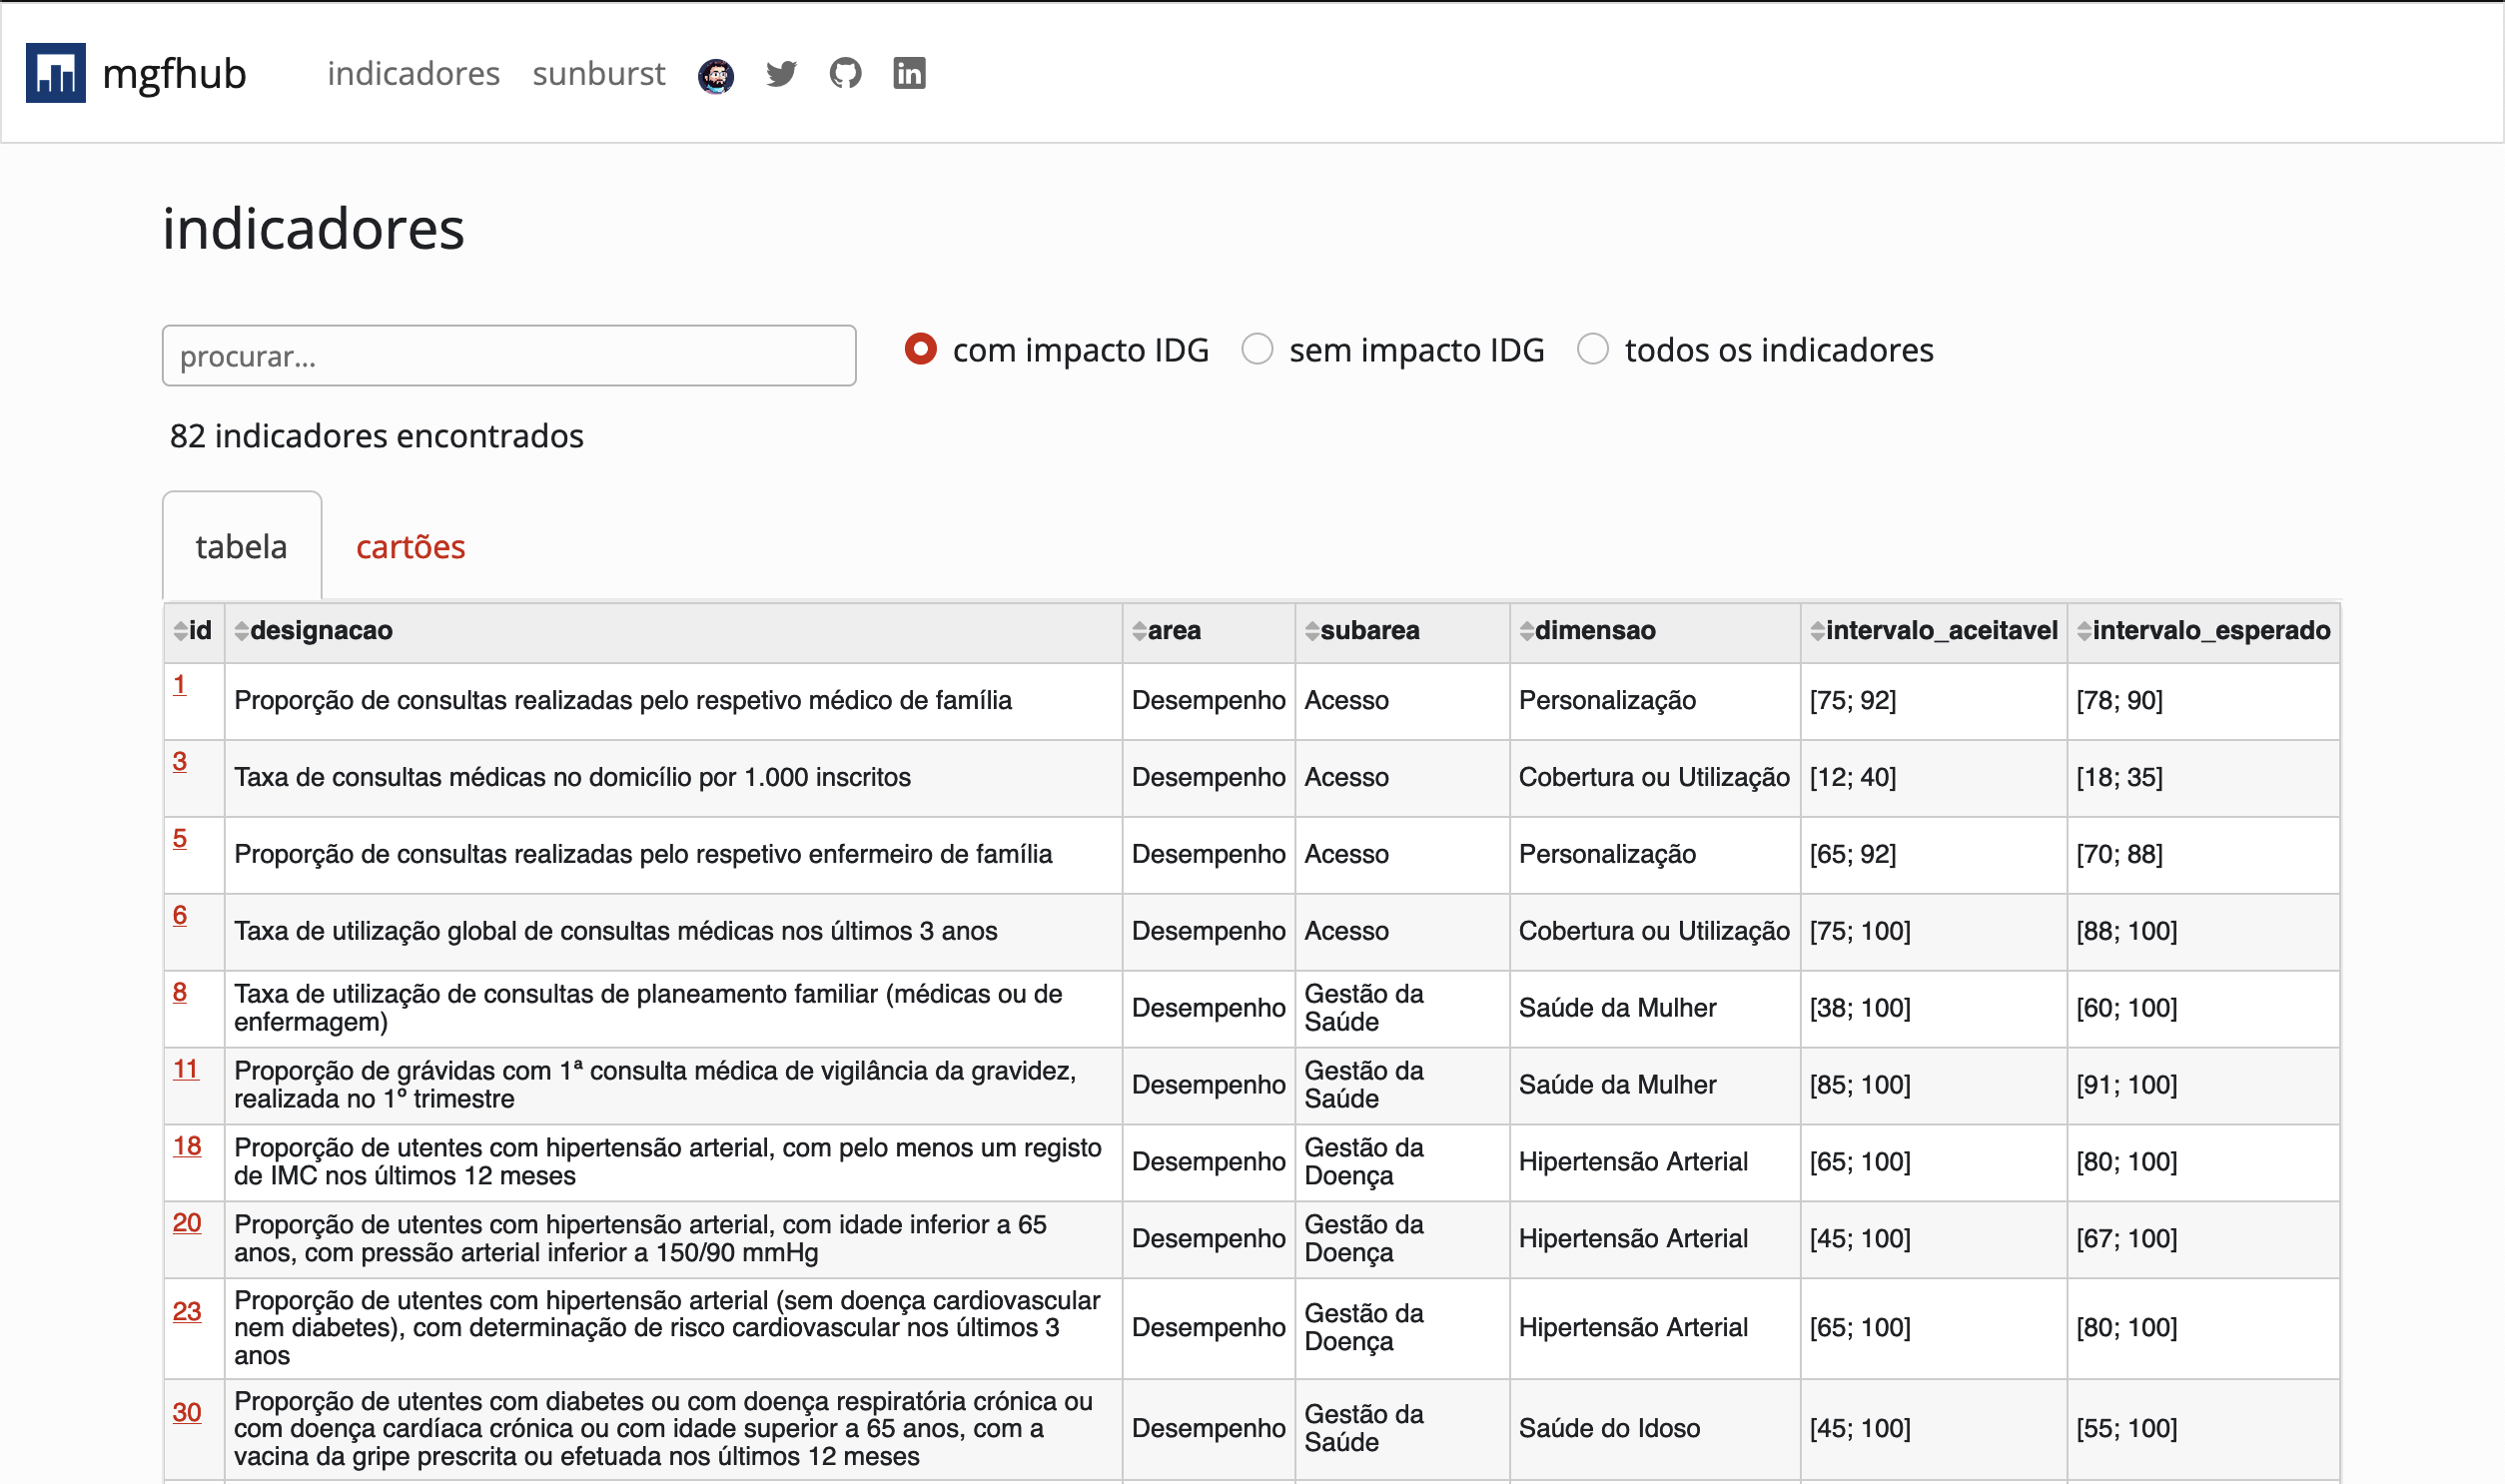 mgfhub indicadores sunburst in
indicadores
procurar... com impacto IDG sem impacto IDG todos os indicadores
82 indicadores encontrados
tabela cartões
id designacao area subarea dimensao intervalo_aceitavel intervalo_esperado
1 Proporção de consultas realizadas pelo respetivo médico de família Desempenho Acesso Personalização [75; 92] [78; 90]
3 Taxa de consultas médicas no domicílio por 1.000 inscritos Desempenho Acesso Cobertura ou Utilização [12; 40] [18; 35]
5 Proporção de consultas realizadas pelo respetivo enfermeiro de família Desempenho Acesso Personalização [65; 92] [70; 88]
6 Taxa de utilização global de consultas médicas nos últimos 3 anos Desempenho Acesso Cobertura ou Utilização [75; 100] [88; 100]
8 Taxa de utilização de consultas de planeamento familiar (médicas ou de
enfermagem) Desempenho Gestão da
Saúde Saúde da Mulher [38; 100] [60; 100]
11 Proporção de grávidas com 1ª consulta médica de vigilância da gravidez,
realizada no 1º trimestre Desempenho Gestão da
Saúde Saúde da Mulher [85; 100] [91; 100]
18 Proporção de utentes com hipertensão arterial, com pelo menos um registo
de IMC nos últimos 12 meses Desempenho Gestão da
Doença Hipertensão Arterial [65; 100] [80; 100]
20 Proporção de utentes com hipertensão arterial, com idade inferior a 65
anos, com pressão arterial inferior a 150/90 mmHg Desempenho Gestão da
Doença Hipertensão Arterial [45; 100] [67; 100]
23 Proporção de utentes com hipertensão arterial (sem doença cardiovascular
nem diabetes), com determinação de risco cardiovascular nos últimos 3
anos Desempenho Gestão da
Doença Hipertensão Arterial [65; 100] [80; 100]
30 Proporção de utentes com diabetes ou com doença respiratória crónica ou
com doença cardíaca crónica ou com idade superior a 65 anos, com a
vacina da gripe prescrita ou efetuada nos últimos 12 meses Desempenho Gestão da
Saúde Saúde do Idoso [45; 100] [55; 100]